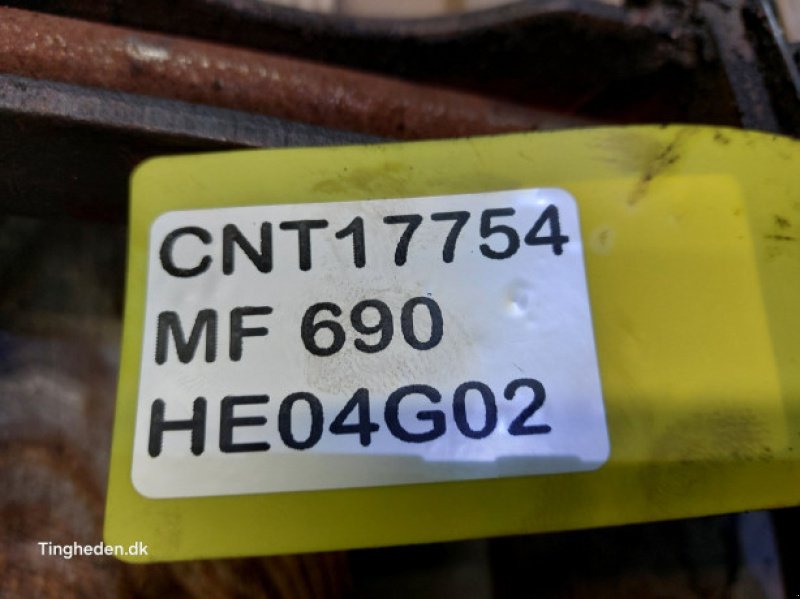 CNT17754
MF 690
HE04G02
Tingheden.dk